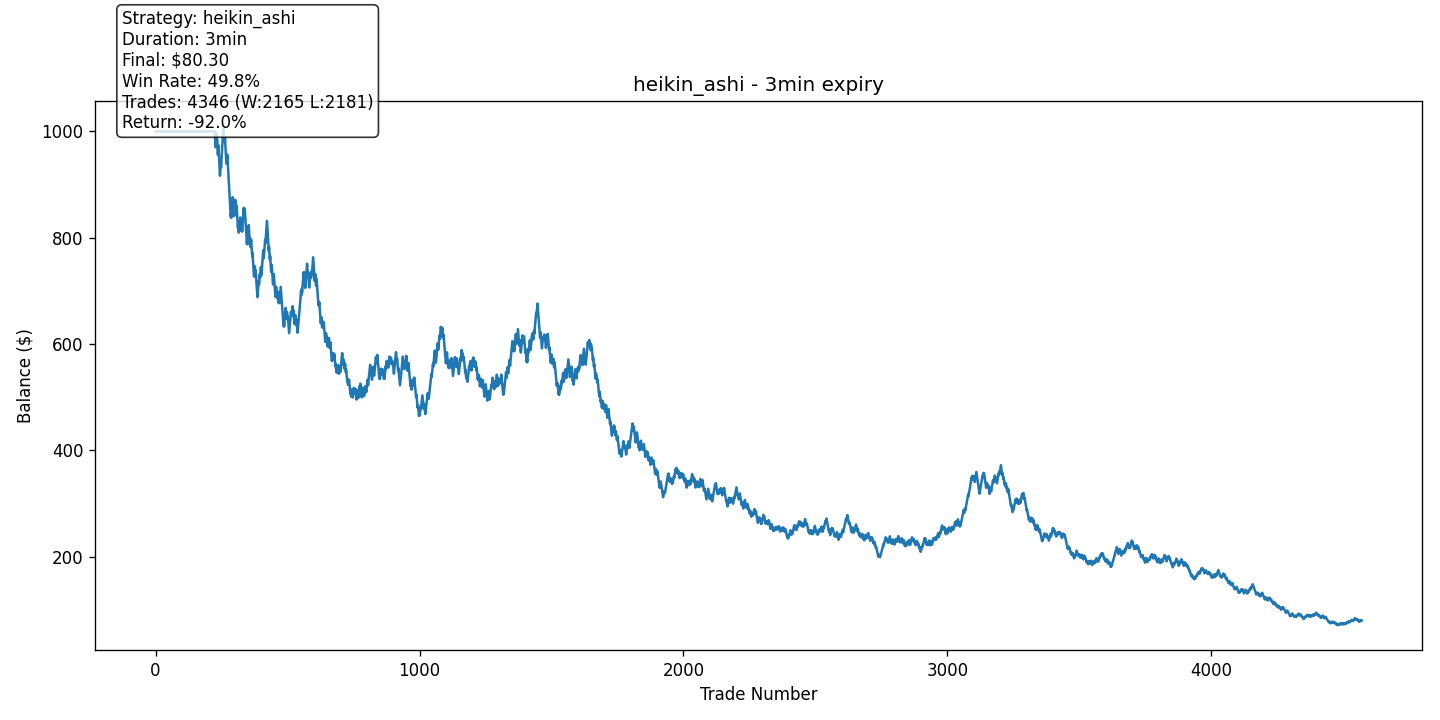 Strategy: heikin_ashi
Duration: 3min
Final: $80.30
Win Rate: 49.8%
Trades: 4346 (W:2165 L:2181)
Return: -92.0%
heikin_ashi - 3min expiry
1000
800
600
400
200
Balance ($)
0
1000
2000
3000
4000
Trade Number